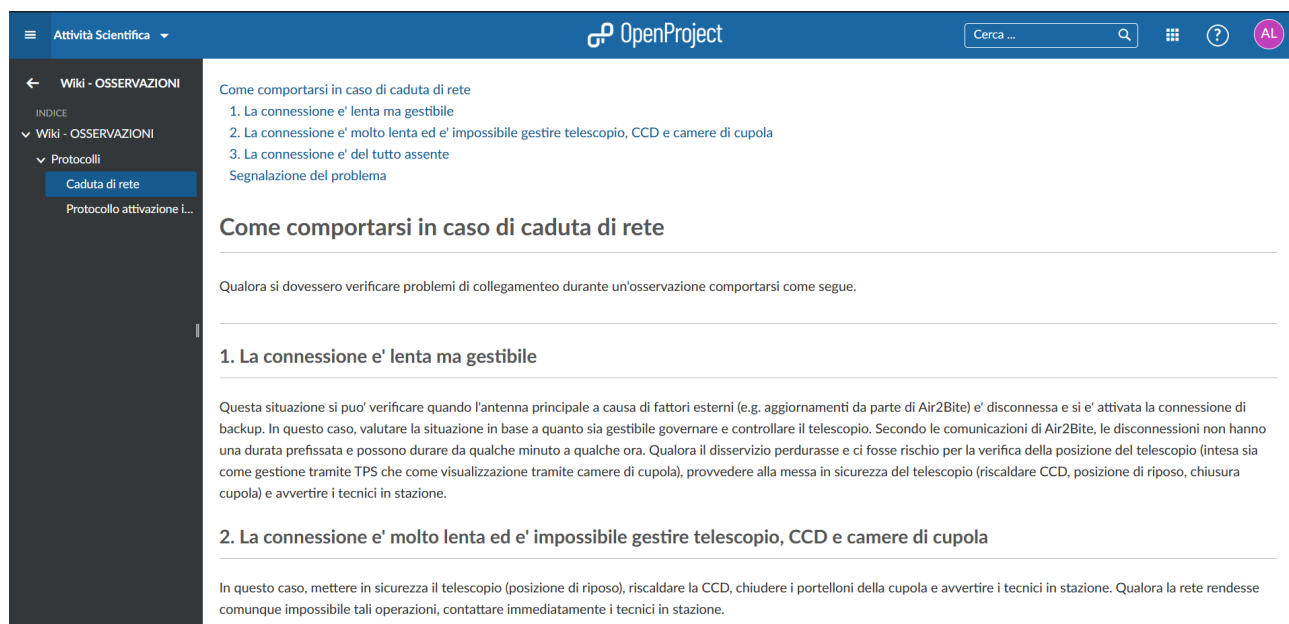 Attività Scientifica
OpenProject
Cerca ...
?
AL
Wiki - OSSERVAZIONI
INDICE
Wiki - OSSERVAZIONI
Protocolli
Caduta di rete
Protocollo attivazione i...
Come comportarsi in caso di caduta di rete
1. La connessione e' lenta ma gestibile
2. La connessione e' molto lenta ed e' impossibile gestire telescopio, CCD e camere di cupola
3. La connessione e' del tutto assente
Segnalazione del problema
Come comportarsi in caso di caduta di rete
Qualora si dovessero verificare problemi di collegamenteo durante un'osservazione comportarsi come segue.
1. La connessione e' lenta ma gestibile
Questa situazione si puo' verificare quando l'antenna principale a causa di fattori esterni (e.g. aggiornamenti da parte di Air2Bite) e' disconnessa e si e' attivata la connessione di
backup. In questo caso, valutare la situazione in base a quanto sia gestibile governare e controllare il telescopio. Secondo le comunicazioni di Air2Bite, le disconnessioni non hanno
una durata prefissata e possono durare da qualche minuto a qualche ora. Qualora il disservizio perdurasse e ci fosse rischio per la verifica della posizione del telescopio (intesa sia
come gestione tramite TPS che come visualizzazione tramite camere di cupola), provvedere alla messa in sicurezza del telescopio (riscaldare CCD, posizione di riposo, chiusura
cupola) e avvertire i tecnici in stazione.
2. La connessione e' molto lenta ed e' impossibile gestire telescopio, CCD e camere di cupola
In questo caso, mettere in sicurezza il telescopio (posizione di riposo), riscaldare la CCD, chiudere i portelloni della cupola e avvertire i tecnici in stazione. Qualora la rete rendesse
comunque impossibile tali operazioni, contattare immediatamente i tecnici in stazione.